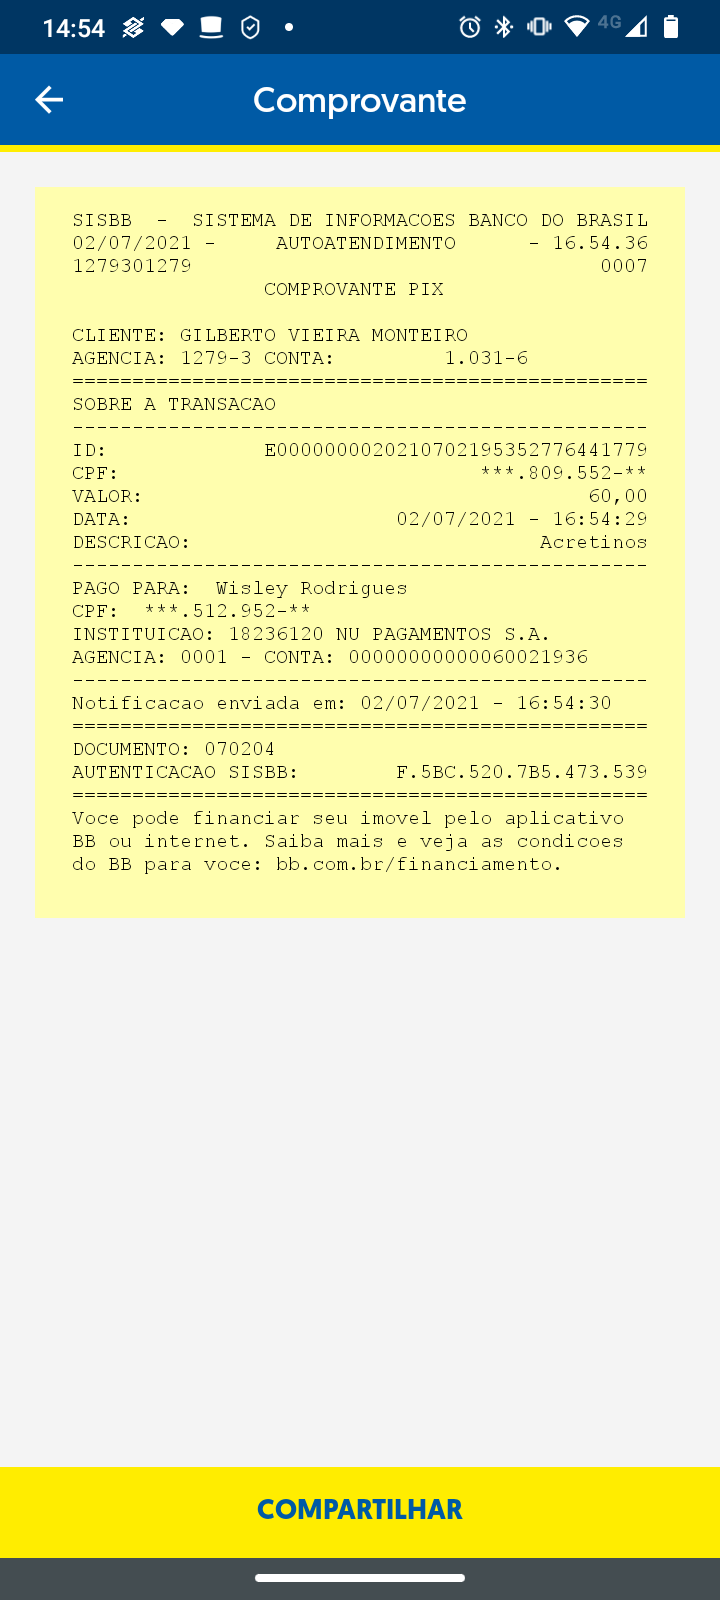 14:54
4G
Comprovante
SISBB - SISTEMA DE INFORMACOES BANCO DO BRASIL
02/07/2021 - AUTOATENDIMENTO - 16.54.36
1279301279 0007
COMPROVANTE PIX
CLIENTE: GILBERTO VIEIRA MONTEIRO
AGENCIA: 1279-3 CONTA: 1.031-6
================================================
SOBRE A TRANSACAO
------------------------------------------------
ID: E00000000202107021953527764417​79
CPF: ***.809.552-**
VALOR: 60,00
DATA: 02/07/2021 - 16:54:29
DESCRICAO: Acretinos
------------------------------------------------
PAGO PARA: Wisley Rodrigues
CPF: ***.512.952-**
INSTITUICAO: 18236120 NU PAGAMENTOS S.A.
AGENCIA: 0001 - CONTA: 00000000000060021936
------------------------------------------------
Notificacao enviada em: 02/07/2021 - 16:54:30
================================================
DOCUMENTO: 070204
AUTENTICACAO SISBB: F.5BC.520.7B5.473.539
================================================
Voce pode financiar seu imovel pelo aplicativo
BB ou internet. Saiba mais e veja as condicoes
do BB para voce: bb.com.br/financiamento.
COMPARTILHAR